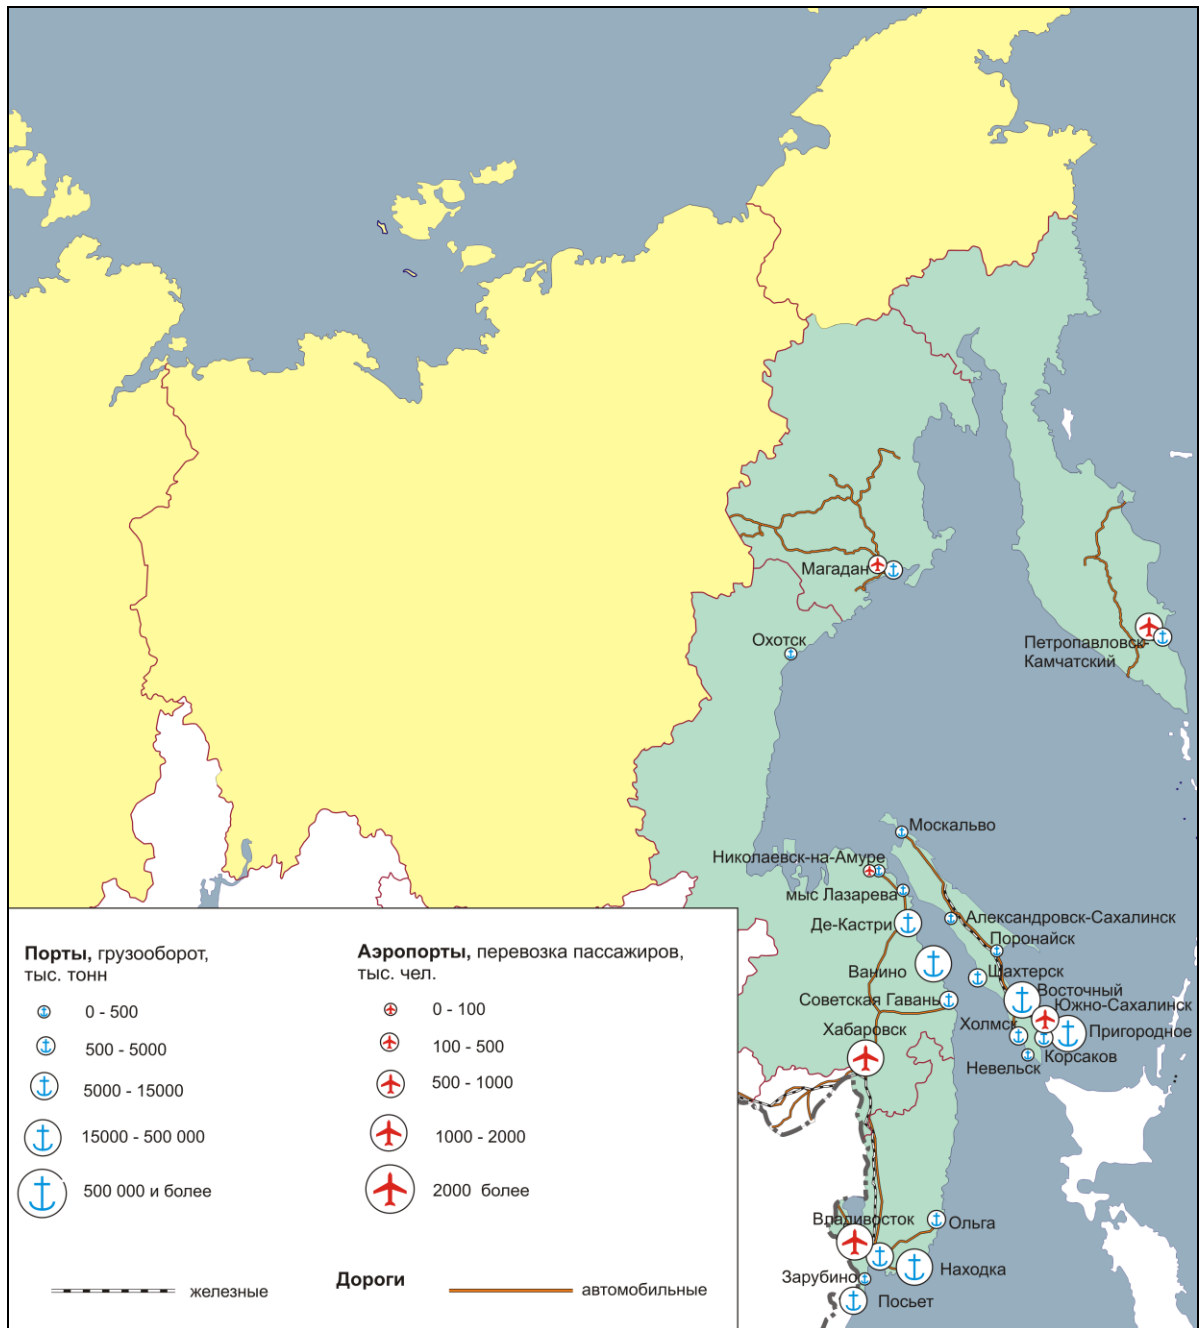 Магадан
Охотск
Петропавловск-
Камчатский
Москальво
Николаевск-на-Амуре
мыс Лазарева
Де-Кастри
Александровск-Сахалинск
Поронайск
Ванино
Шахтерск
Восточный
Советская Гавань
Южно-Сахалинск
Хабаровск
Холмск
Пригородное
Корсаков
Невельск
Владивосток
Ольга
Находка
Зарубино
Посьет
Порты, грузооборот,
тыс. тонн
0 - 500
500 - 5000
5000 - 15000
15000 - 500 000
500 000 и более
Аэропорты, перевозка пассажиров,
тыс. чел.
0 - 100
100 - 500
500 - 1000
1000 - 2000
2000 более
Дороги
железные
автомобильные